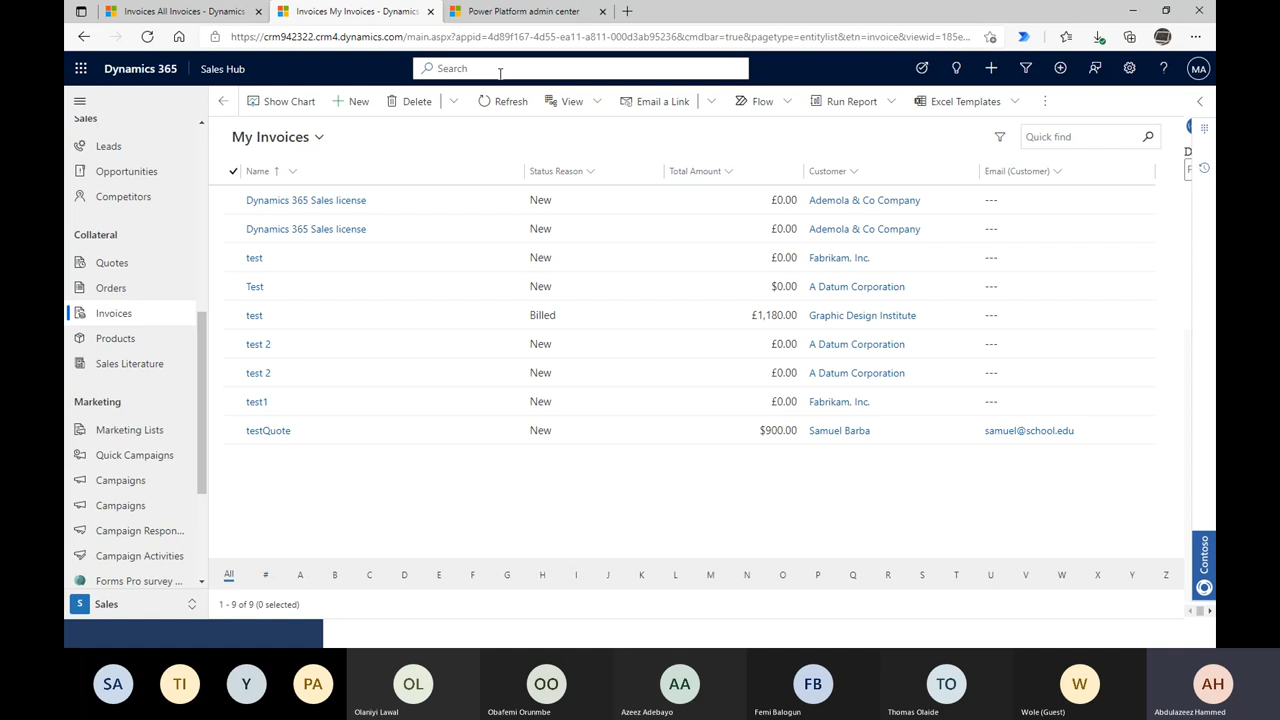 Invoices All Invoices - Dynamics
Invoices My Invoices - Dynamics
Power Platform admin center
https://crm942322.crm4.dynamics.com/main.aspx?appid=4d89f167-4d55-ea11-a811-000d3ab95236&cmdbar=true&pagetype=entitylist&etn=invoice&viewid=185e...
Dynamics 365
Sales Hub
Search
MA
Show Chart
New
Delete
Refresh
View
Email a Link
Flow
Run Report
Excel Templates
Sales
Leads
Opportunities
Competitors
Collateral
Quotes
Orders
Invoices
Products
Sales Literature
Marketing
Marketing Lists
Quick Campaigns
Campaigns
Campaigns
Campaign Respon...
Campaign Activities
Forms Pro survey ...
S Sales
My Invoices
Quick find
Name Status Reason Total Amount Customer Email (Customer)
Dynamics 365 Sales license New £0.00 Ademola & Co Company ---
Dynamics 365 Sales license New £0.00 Ademola & Co Company ---
test New £0.00 Fabrikam, Inc. ---
Test New $0.00 A Datum Corporation ---
test Billed £1,180.00 Graphic Design Institute ---
test 2 New £0.00 A Datum Corporation ---
test 2 New £0.00 A Datum Corporation ---
test1 New £0.00 Fabrikam, Inc. ---
testQuote New $900.00 Samuel Barba samuel@school.edu
All # A B C D E F G H I J K L M N O P Q R S T U V W X Y Z
1 - 9 of 9 (0 selected)
D
Contoso
SA TI Y PA OL OO AA FB TO W AH
Olaniyi Lawal Obafemi Orunmbe Azeez Adebayo Femi Balogun Thomas Olaide Wole (Guest) Abdulazeez Hammed